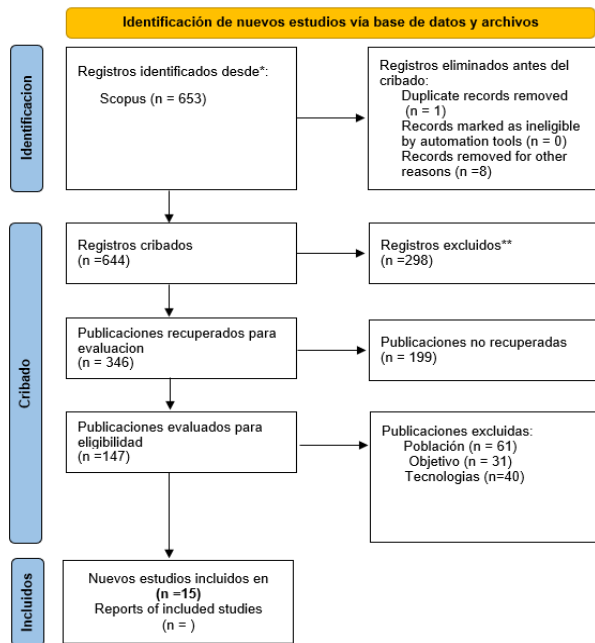 Identificación de nuevos estudios vía base de datos y archivos
Identificacion
Registros identificados desde*:
Scopus (n = 653)
Registros eliminados antes del
cribado:
Duplicate records removed
(n = 1)
Records marked as ineligible
by automation tools (n = 0)
Records removed for other
reasons (n =8)
Cribado
Registros cribados
(n =644)
Registros excluidos**
(n =298)
Publicaciones recuperados para
evaluacion
(n = 346)
Publicaciones no recuperadas
(n = 199)
Publicaciones evaluados para
eligibilidad
(n =147)
Publicaciones excluidas:
Población (n = 61)
Objetivo (n = 31)
Tecnologias (n=40)
Incluidos
Nuevos estudios incluidos en
(n =15)
Reports of included studies
(n = )